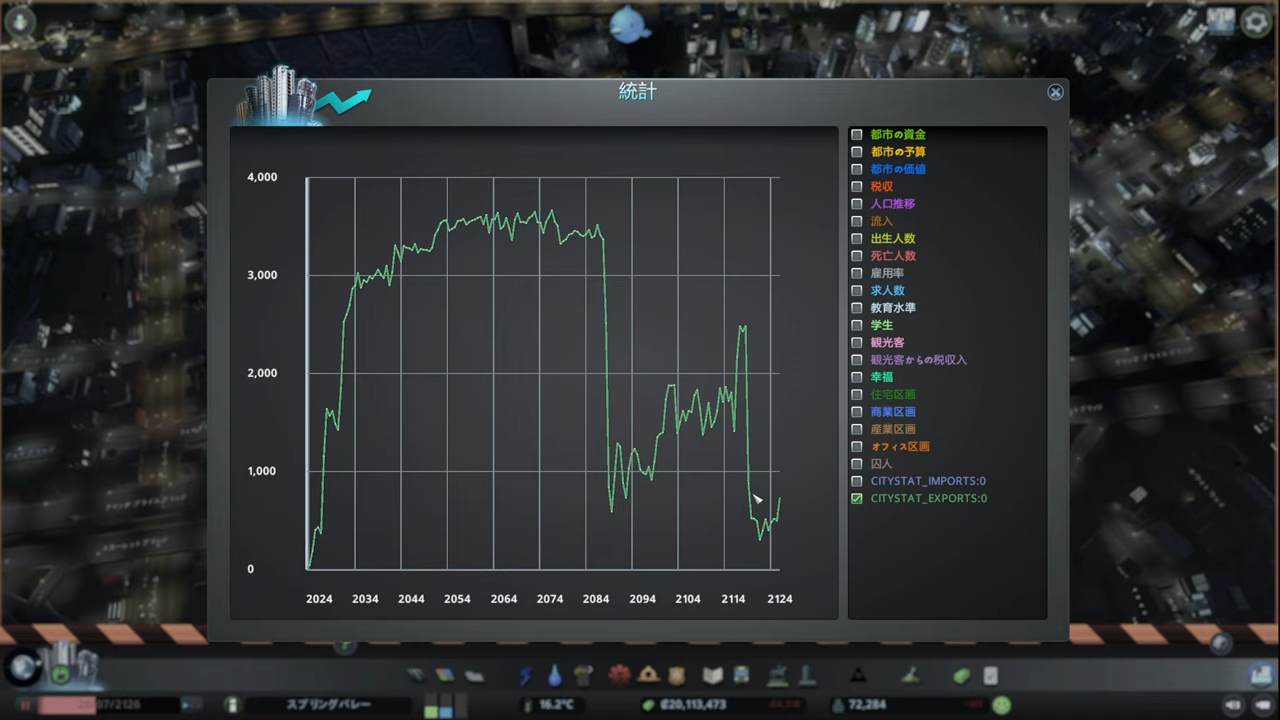 統計
4,000
3,000
2,000
1,000
0
2024 2034 2044 2054 2064 2074 2084 2094 2104 2114 2124
都市の資金
都市の予算
都市の価値
税収
人口推移
流入
出生人数
死亡人数
雇用率
求人数
教育水準
学生
観光客
観光客からの税収入
幸福
住宅区画
商業区画
産業区画
オフィス区画
囚人
CITYSTAT_IMPORTS:0
CITYSTAT_EXPORTS:0
スプリングバレー 16.2°C ₡20,113,473 72,284